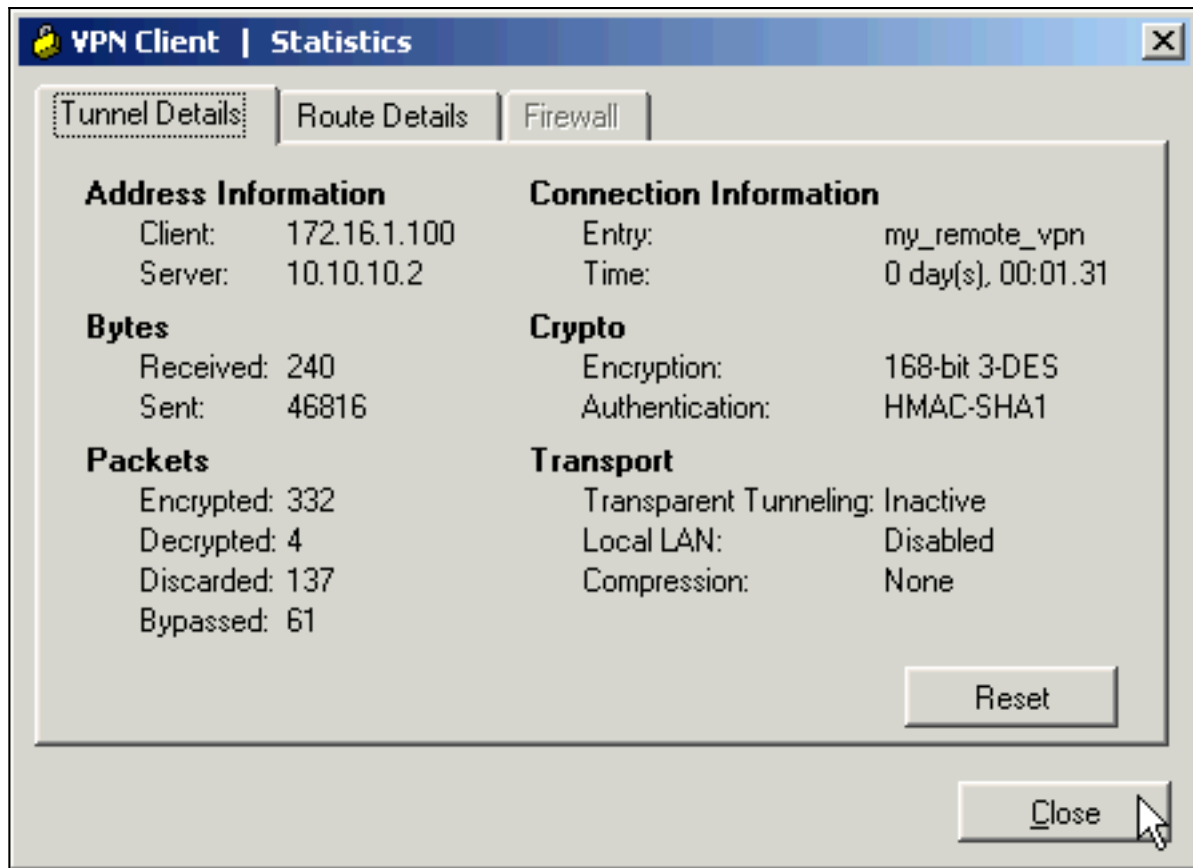 VPN Client | Statistics
Tunnel Details Route Details Firewall
Address Information
Client: 172.16.1.100
Server: 10.10.10.2
Connection Information
Entry: my_remote_vpn
Time: 0 day(s), 00:01.31
Bytes
Received: 240
Sent: 46816
Crypto
Encryption: 168-bit 3-DES
Authentication: HMAC-SHA1
Packets
Encrypted: 332
Decrypted: 4
Discarded: 137
Bypassed: 61
Transport
Transparent Tunneling: Inactive
Local LAN: Disabled
Compression: None
Reset
Close